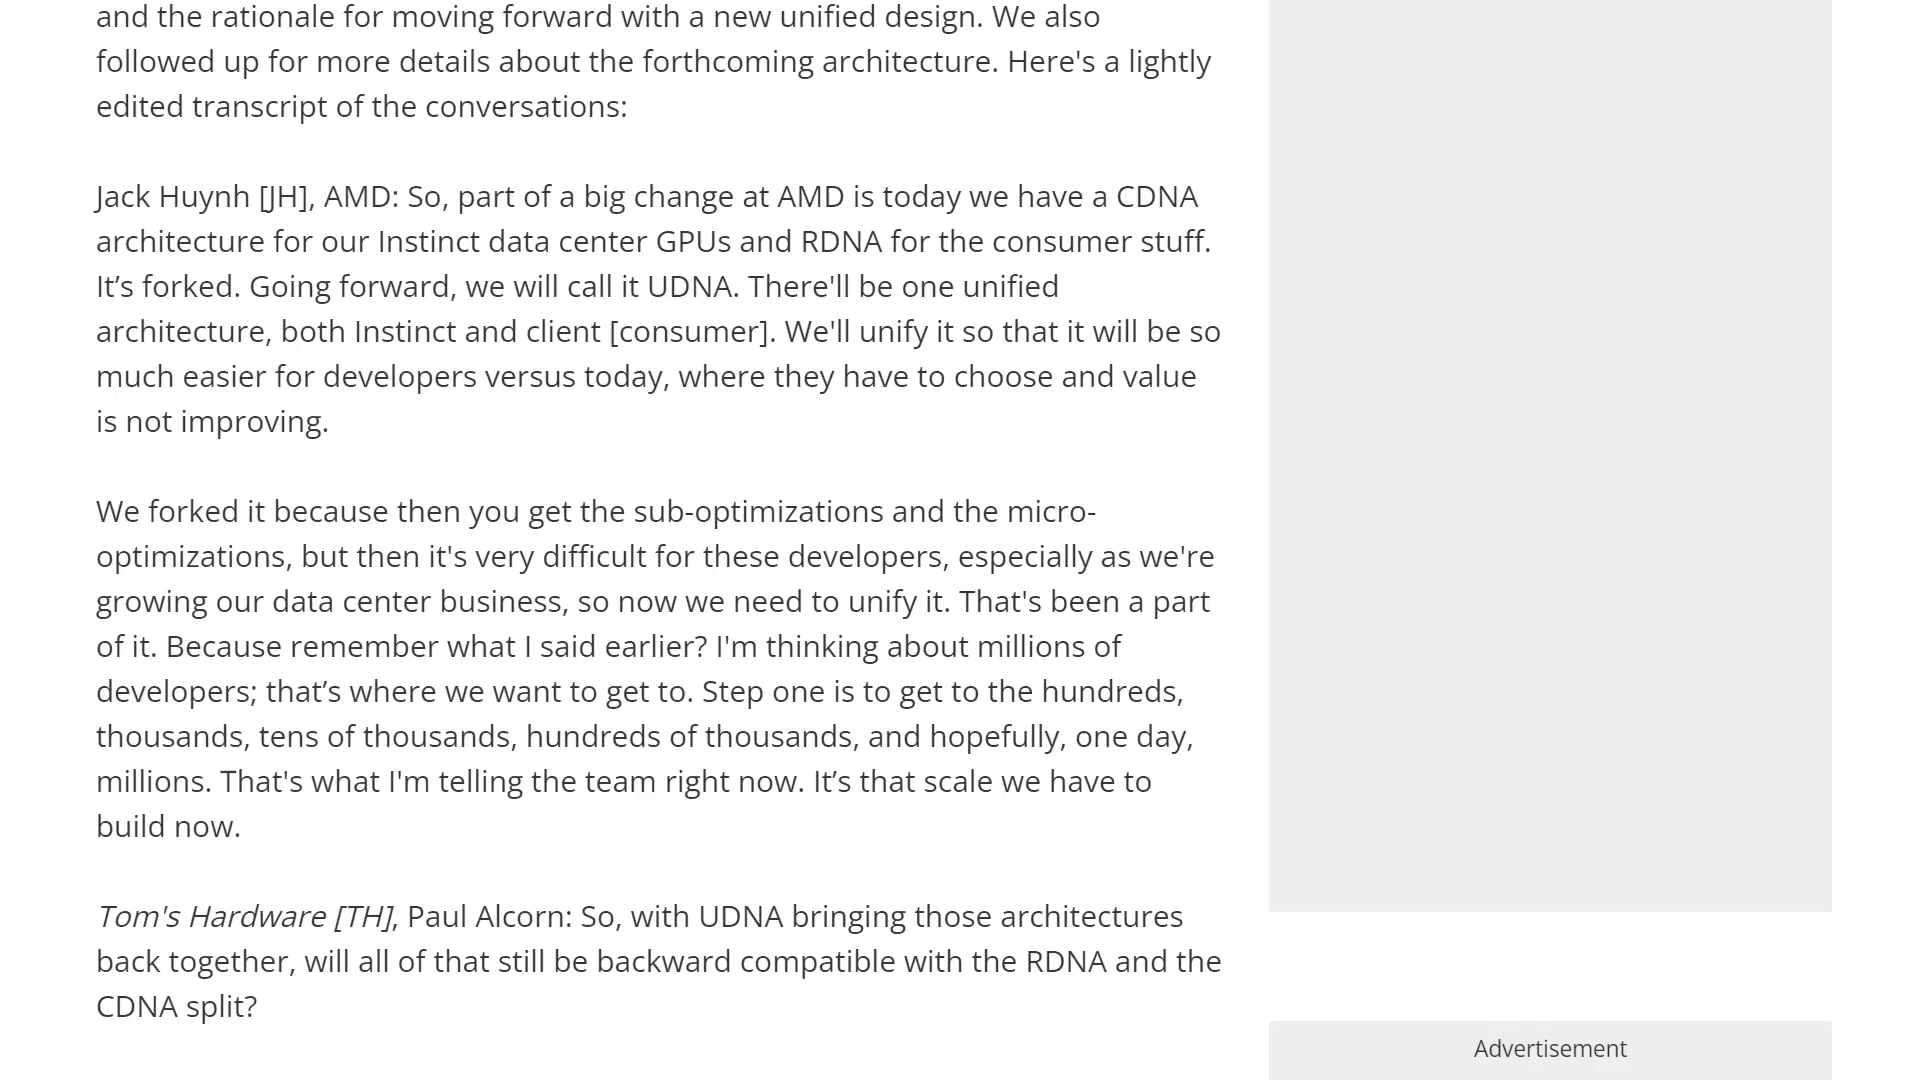 and the rationale for moving forward with a new unified design. We also
followed up for more details about the forthcoming architecture. Here's a lightly
edited transcript of the conversations:
Jack Huynh [JH], AMD: So, part of a big change at AMD is today we have a CDNA
architecture for our Instinct data center GPUs and RDNA for the consumer stuff.
It’s forked. Going forward, we will call it UDNA. There'll be one unified
architecture, both Instinct and client [consumer]. We'll unify it so that it will be so
much easier for developers versus today, where they have to choose and value
is not improving.
We forked it because then you get the sub-optimizations and the micro-
optimizations, but then it's very difficult for these developers, especially as we're
growing our data center business, so now we need to unify it. That's been a part
of it. Because remember what I said earlier? I'm thinking about millions of
developers; that’s where we want to get to. Step one is to get to the hundreds,
thousands, tens of thousands, hundreds of thousands, and hopefully, one day,
millions. That's what I'm telling the team right now. It’s that scale we have to
build now.
Tom's Hardware [TH], Paul Alcorn: So, with UDNA bringing those architectures
back together, will all of that still be backward compatible with the RDNA and the
CDNA split?
Advertisement